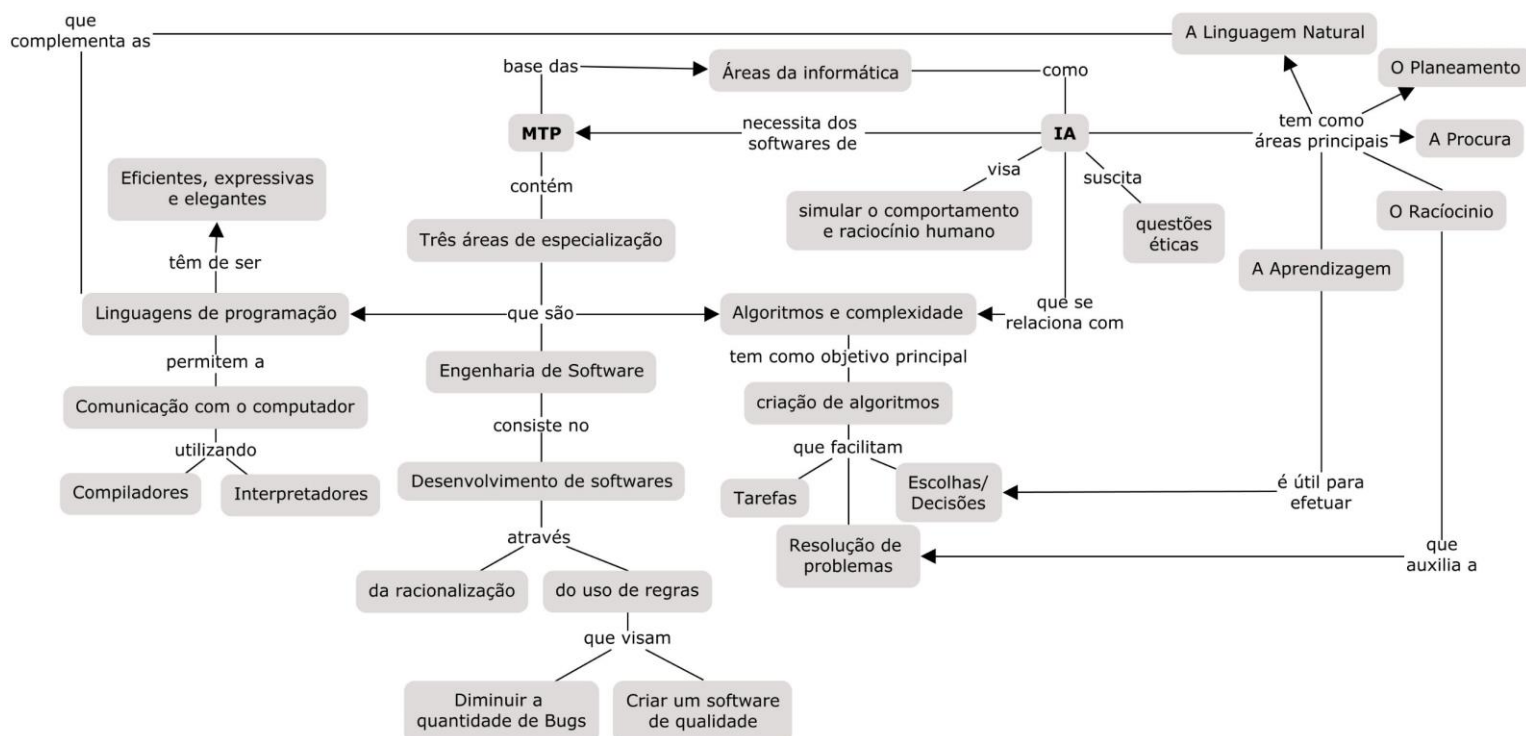 que
complementa as
A Linguagem Natural
base das
Áreas da informática
como
O Planeamento
MTP
necessita dos
softwares de
IA
tem como
áreas principais
A Procura
Eficientes, expressivas
e elegantes
contém
visa
suscita
simular o comportamento
e raciocínio humano
questões
éticas
O Racíocinio
Três áreas de especialização
têm de ser
A Aprendizagem
Linguagens de programação
que são
Algoritmos e complexidade
que se
relaciona com
permitem a
Engenharia de Software
tem como objetivo principal
Comunicação com o computador
criação de algoritmos
utilizando
consiste no
que facilitam
Compiladores
Interpretadores
Desenvolvimento de softwares
Tarefas
Escolhas/
Decisões
é útil para
efetuar
através
Resolução de
problemas
que
auxilia a
da racionalização
do uso de regras
que visam
Diminuir a
quantidade de Bugs
Criar um software
de qualidade